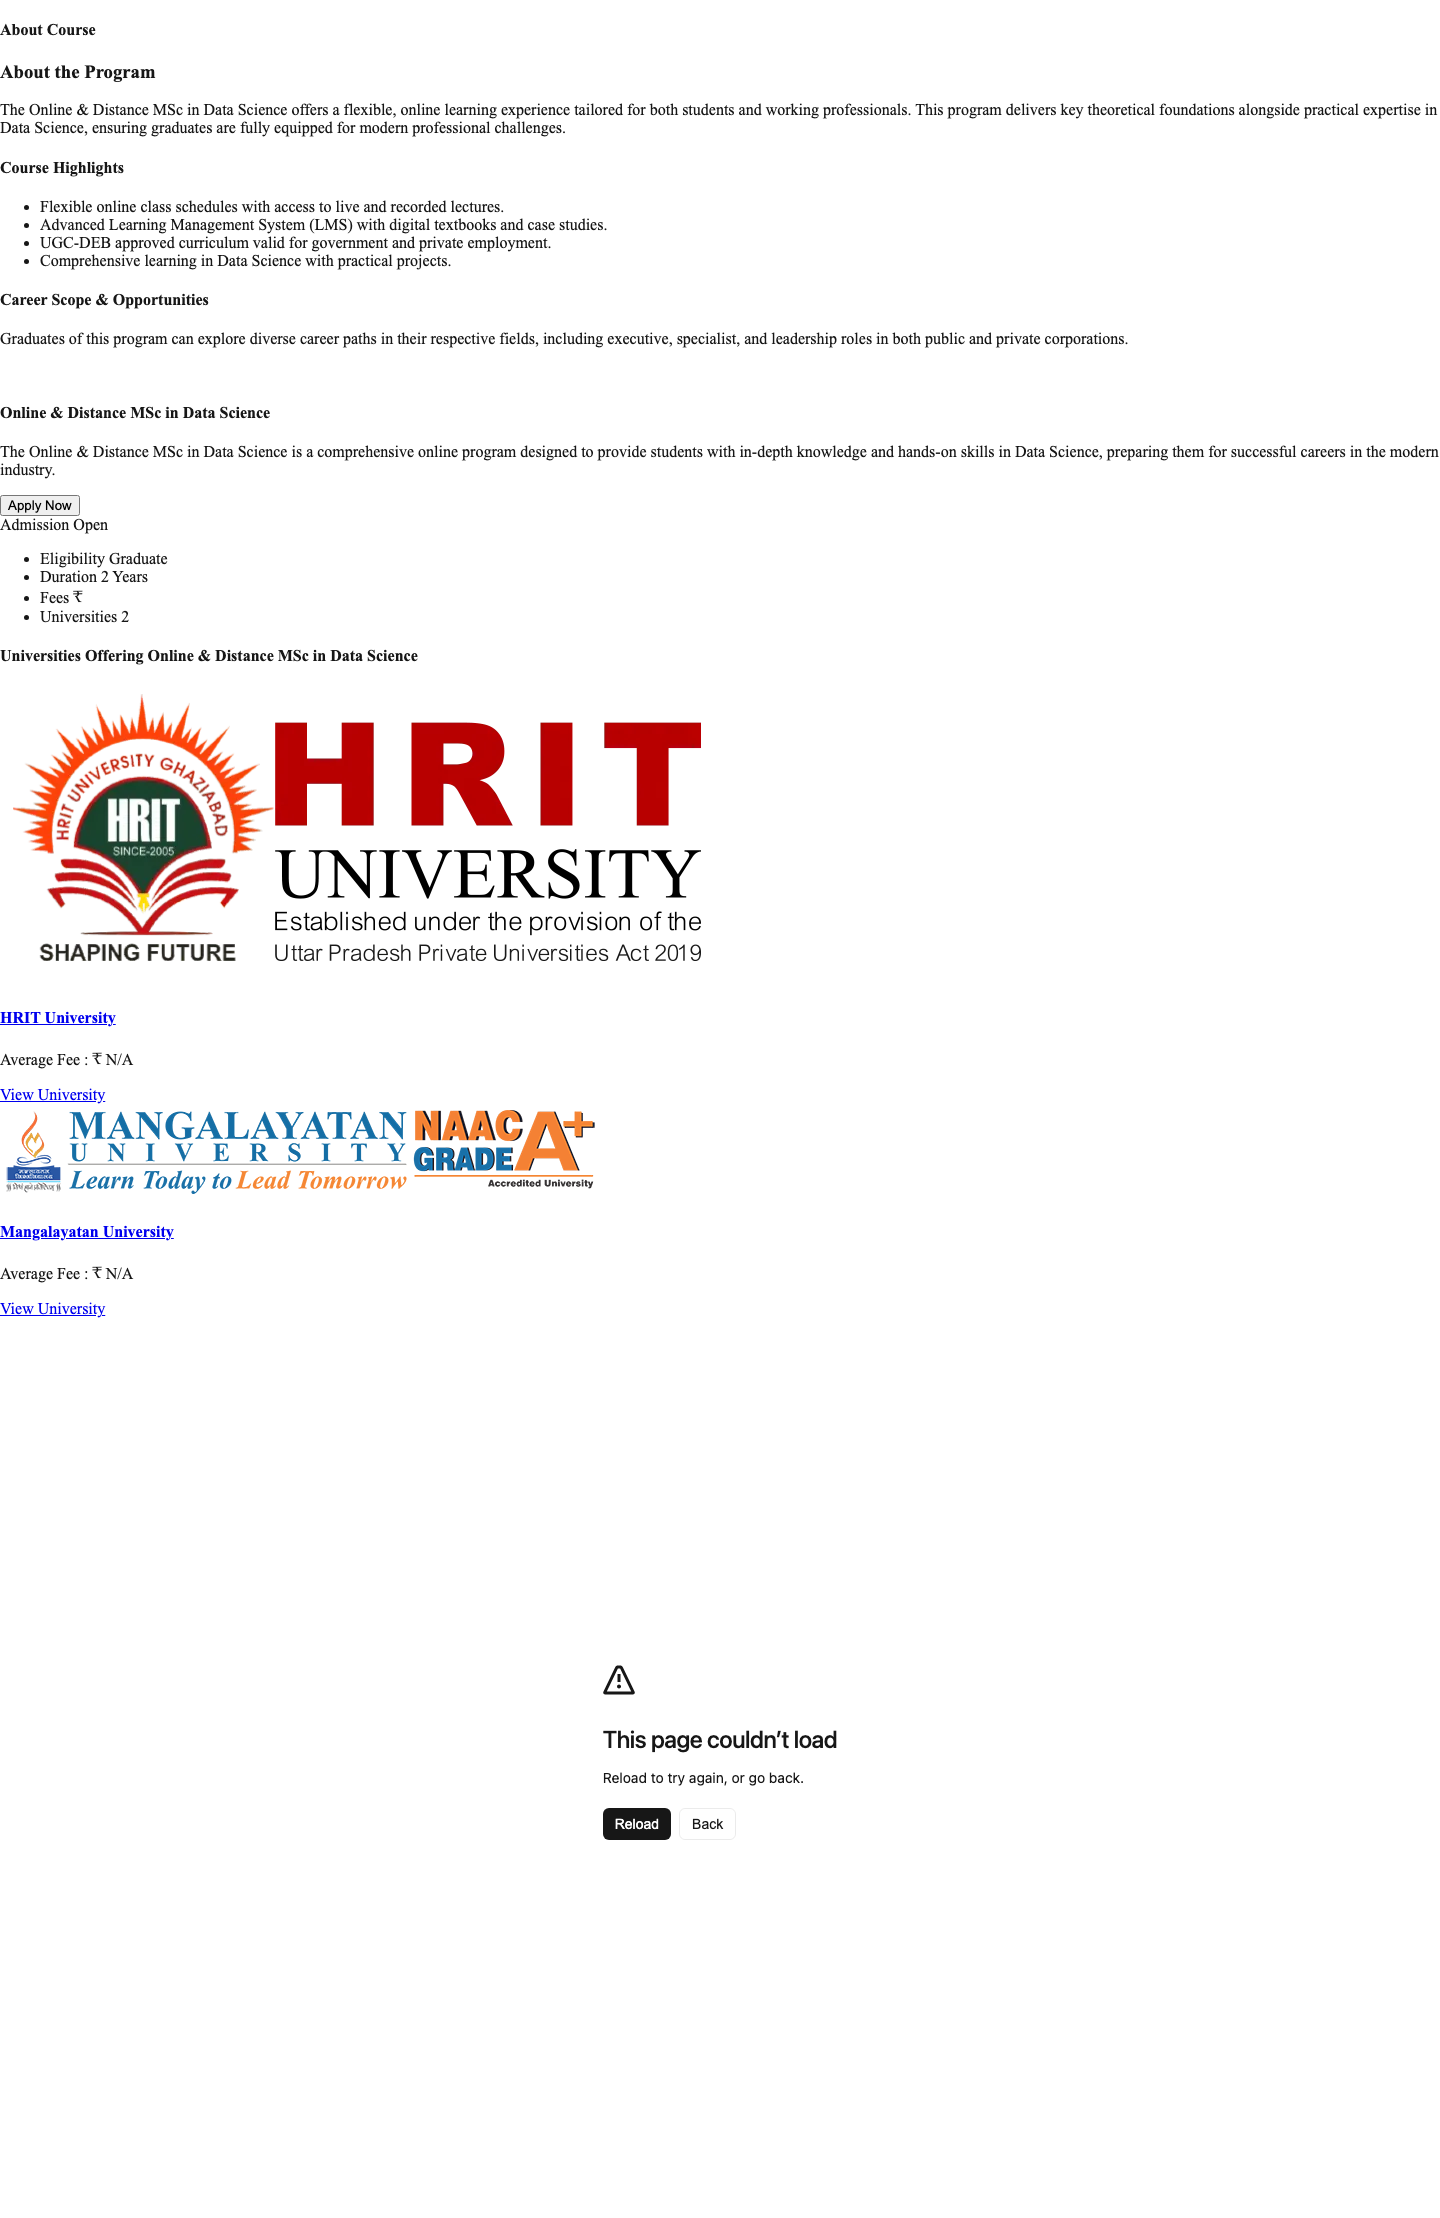 About Course
About the Program
The Online & Distance MSc in Data Science offers a flexible, online learning experience tailored for both students and working professionals. This program delivers key theoretical foundations alongside practical expertise in
Data Science, ensuring graduates are fully equipped for modern professional challenges.
Course Highlights
Flexible online class schedules with access to live and recorded lectures.
Advanced Learning Management System (LMS) with digital textbooks and case studies.
UGC-DEB approved curriculum valid for government and private employment.
Comprehensive learning in Data Science with practical projects.
Career Scope & Opportunities
Graduates of this program can explore diverse career paths in their respective fields, including executive, specialist, and leadership roles in both public and private corporations.
Online & Distance MSc in Data Science
The Online & Distance MSc in Data Science is a comprehensive online program designed to provide students with in-depth knowledge and hands-on skills in Data Science, preparing them for successful careers in the modern
industry.
Apply Now
Admission Open
Eligibility Graduate
Duration 2 Years
Fees ₹
Universities 2
Universities Offering Online & Distance MSc in Data Science
HRIT UNIVERSITY GHAZIABAD
HRIT
SINCE-2005
SHAPING FUTURE
HRIT
UNIVERSITY
Established under the provision of the
Uttar Pradesh Private Universities Act 2019
HRIT University
Average Fee : ₹ N/A
View University
MANGALAYATAN
UNIVERSITY
Learn Today to Lead Tomorrow
NAAC
GRADE A+
Accredited University
Mangalayatan University
Average Fee : ₹ N/A
View University
This page couldn’t load
Reload to try again, or go back.
Reload
Back